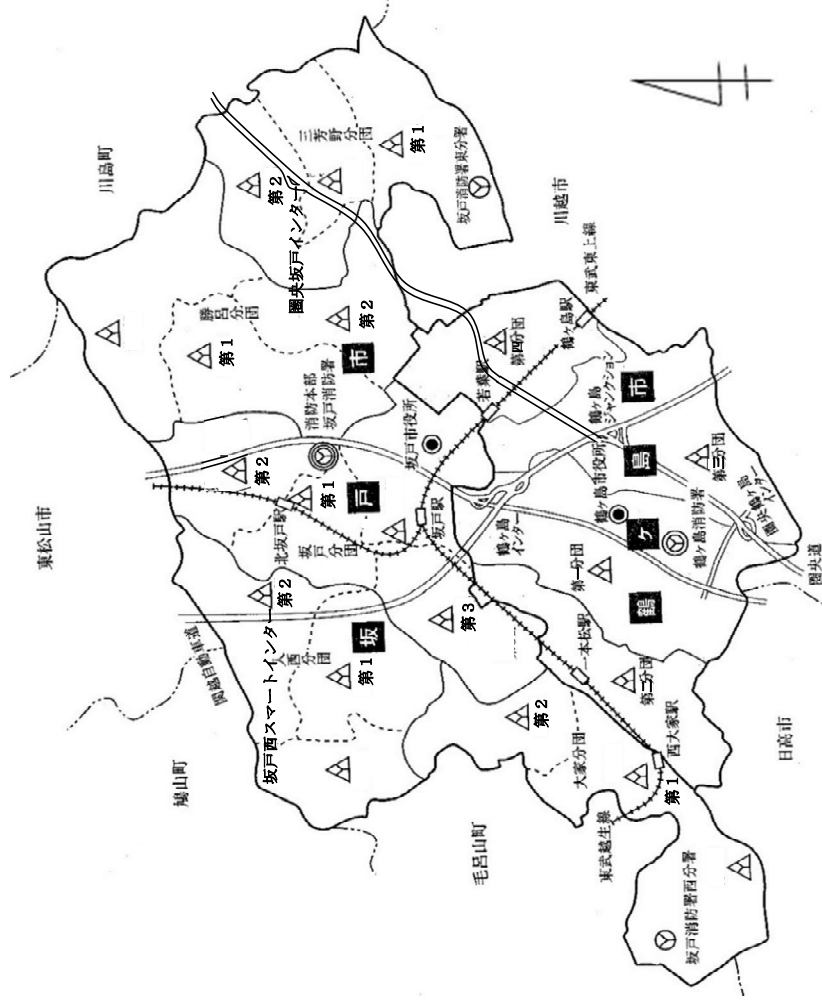 東松山市
川島町
鳩山町
毛呂山町
川越市
日高市
関越自動車道
坂戸西スマートインター
入西分団
第1
第2
坂戸分団
北坂戸駅
第1
第2
第3
消防本部
坂戸消防署
勝呂分団
第1
第2
三芳野分団
第1
第2
圏央坂戸インター
坂戸消防署東分署
坂戸市役所
坂戸駅
若葉駅
第四分団
鶴ヶ島駅
東武東上線
坂
戸
市
大家分団
第2
第1
東武越生線
西大家駅
一本松駅
坂戸消防署西分署
鶴ヶ島
インター
第一分団
第二分団
鶴ヶ島市役所
鶴ヶ島
ジャンクション
鶴ヶ島消防署
第三分団
圏央鶴ヶ島
インター
圏央道
鶴
ヶ
島
市